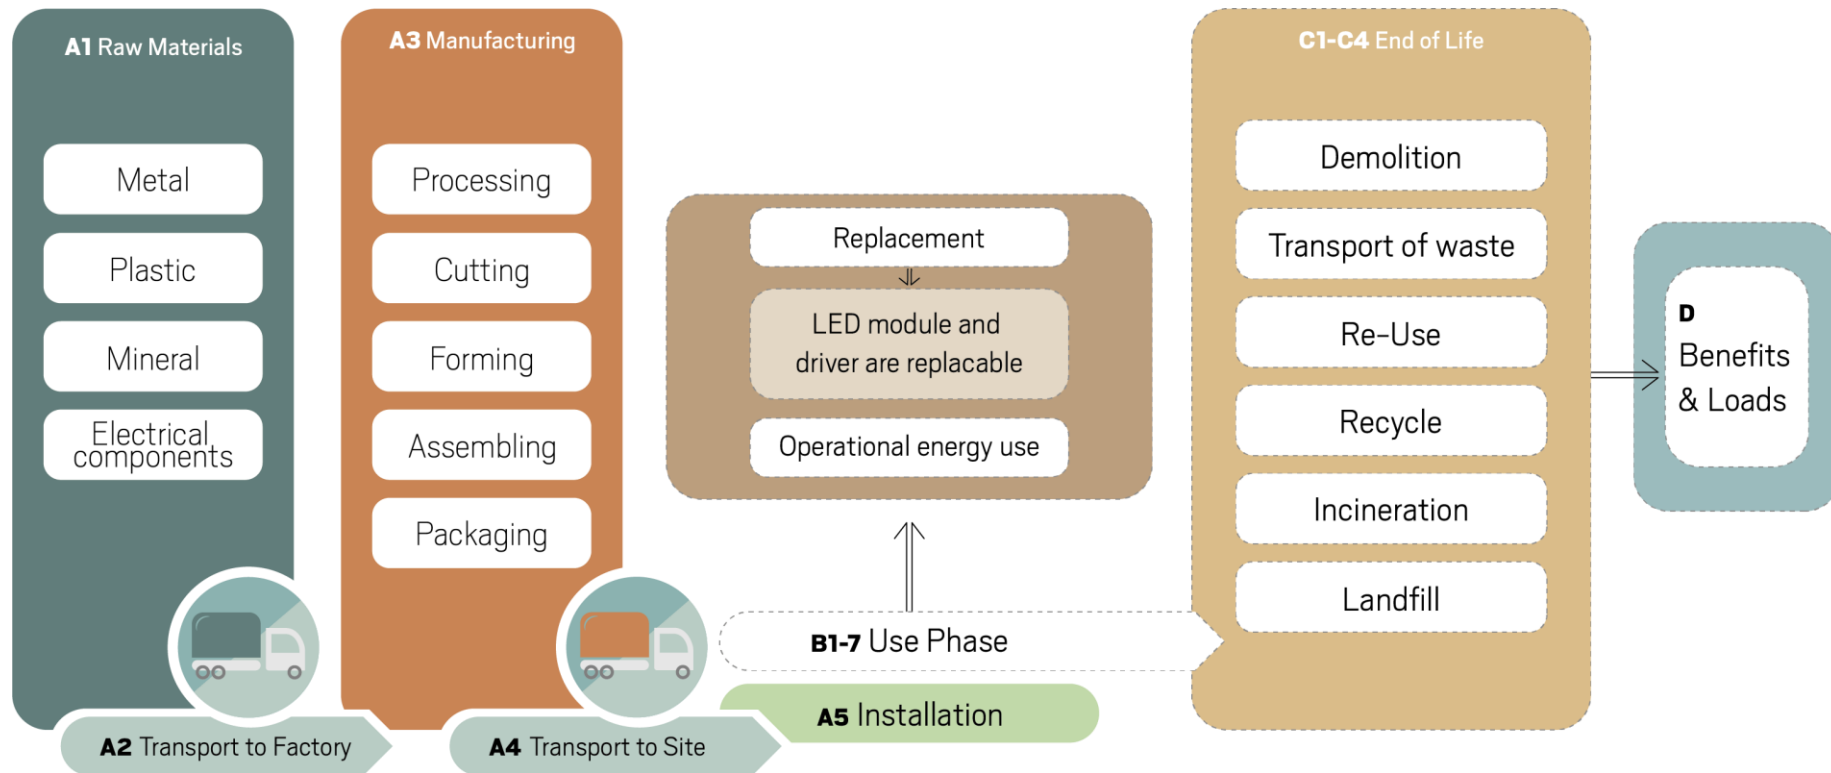 A1 Raw Materials
Metal
Plastic
Mineral
Electrical
components
A2 Transport to Factory
A3 Manufacturing
Processing
Cutting
Forming
Assembling
Packaging
A4 Transport to Site
A5 Installation
B1-7 Use Phase
Replacement
LED module and
driver are replacable
Operational energy use
C1-C4 End of Life
Demolition
Transport of waste
Re-Use
Recycle
Incineration
Landfill
D
Benefits
& Loads